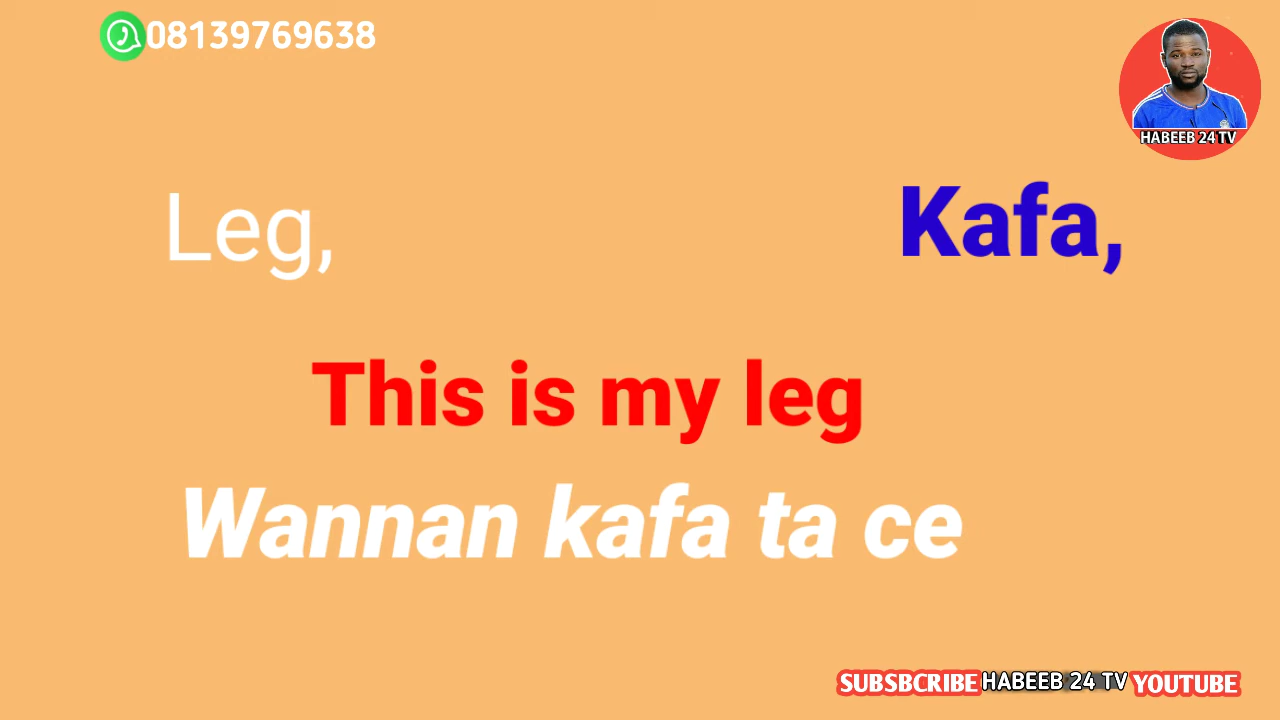 08139769638
HABEEB 24 TV
Leg, Kafa,
This is my leg
Wannan kafa ta ce
SUBSBCRIBE HABEEB 24 TV YOUTUBE